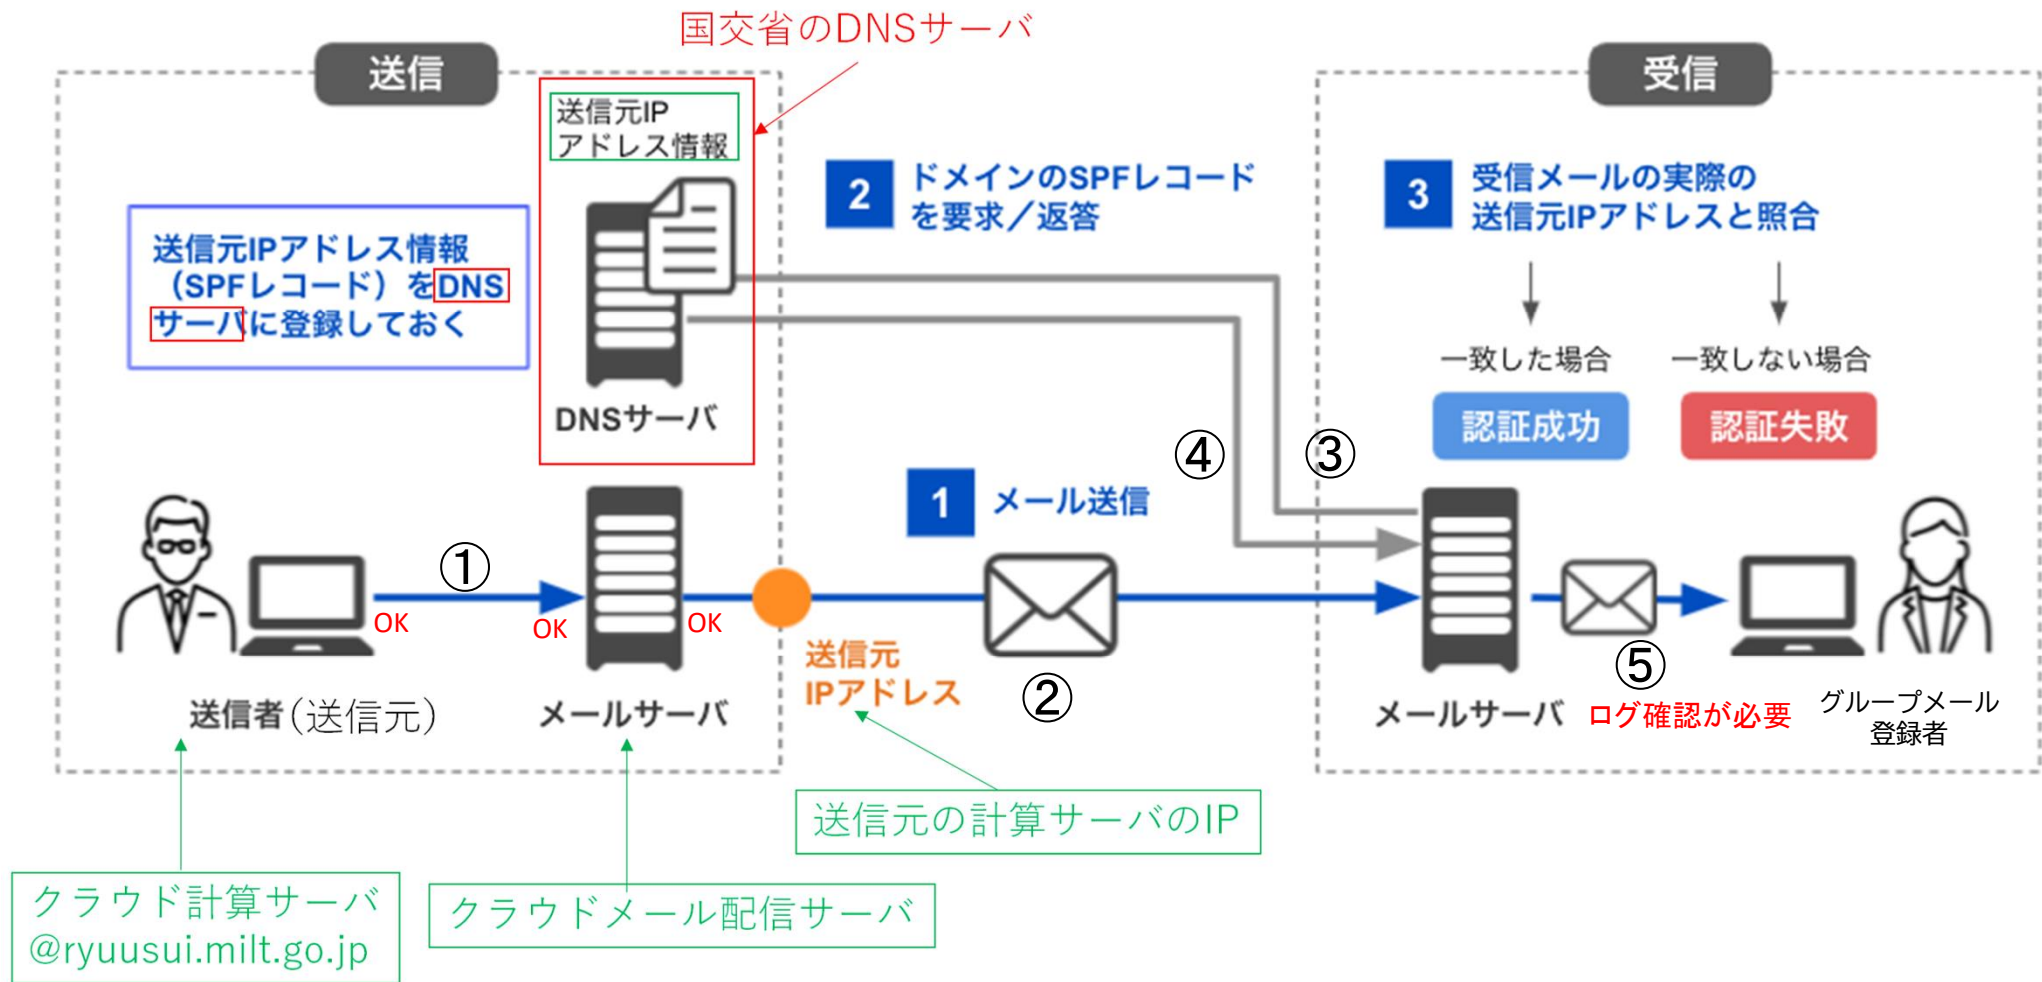 国交省のDNSサーバ
送信
受信
送信元IP
アドレス情報
2
ドメインのSPFレコード
を要求／返答
3
受信メールの実際の
送信元IPアドレスと照合
送信元IPアドレス情報
（SPFレコード）をDNS
サーバに登録しておく
一致した場合
一致しない場合
認証成功
認証失敗
DNSサーバ
④
③
1
メール送信
①
OK
OK
OK
送信元
IPアドレス
②
⑤
送信者(送信元)
メールサーバ
メールサーバ
ログ確認が必要
グループメール
登録者
送信元の計算サーバのIP
クラウド計算サーバ
@ryuusui.milt.go.jp
クラウドメール配信サーバ